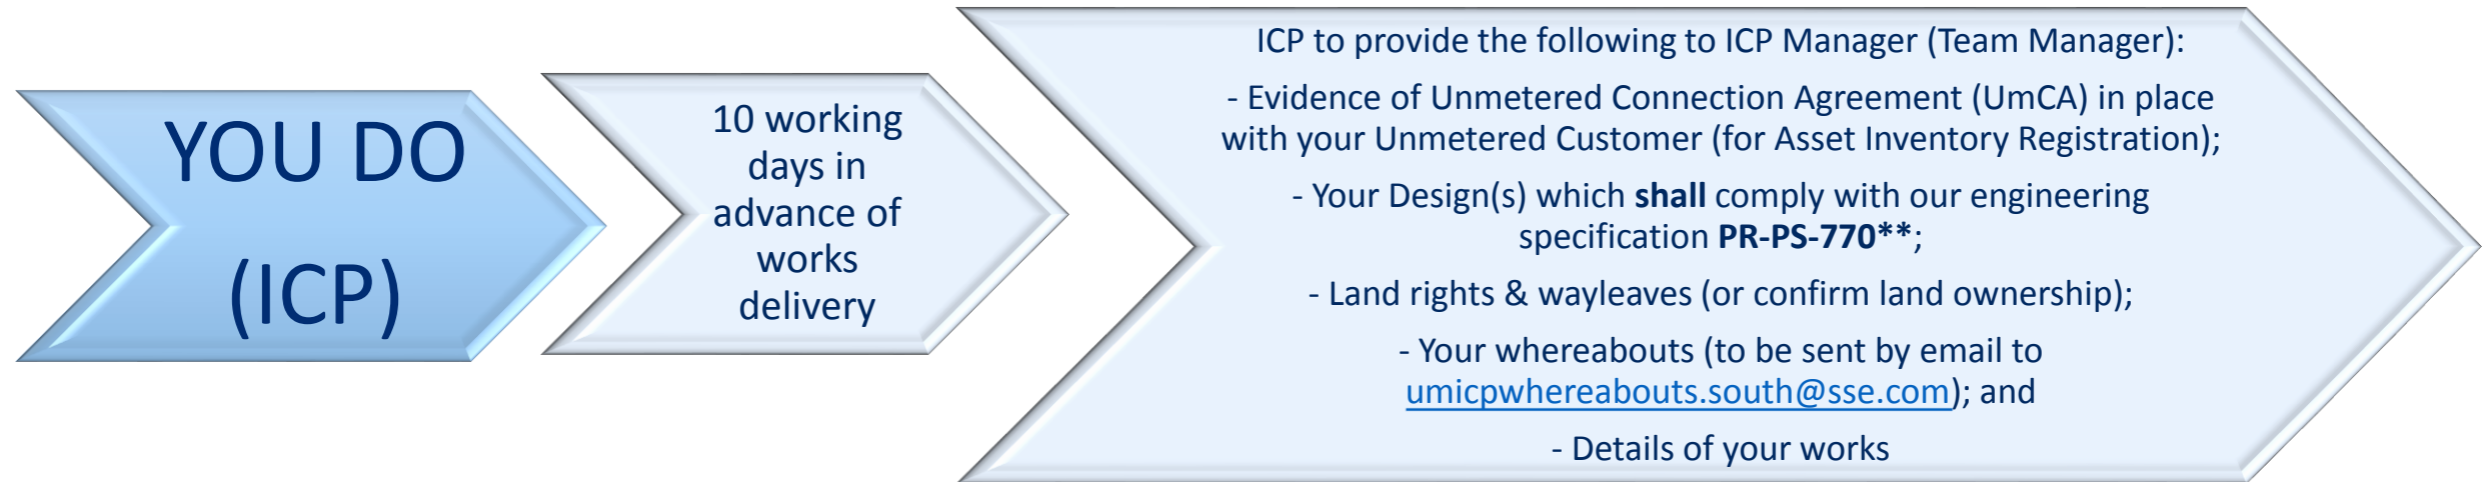 YOU DO
(ICP)
10 working
days in
advance of
works
delivery
ICP to provide the following to ICP Manager (Team Manager):
- Evidence of Unmetered Connection Agreement (UmCA) in place
with your Unmetered Customer (for Asset Inventory Registration);
- Your Design(s) which shall comply with our engineering
specification PR-PS-770**;
- Land rights & wayleaves (or confirm land ownership);
- Your whereabouts (to be sent by email to
umicpwhereabouts.south@sse.com); and
- Details of your works